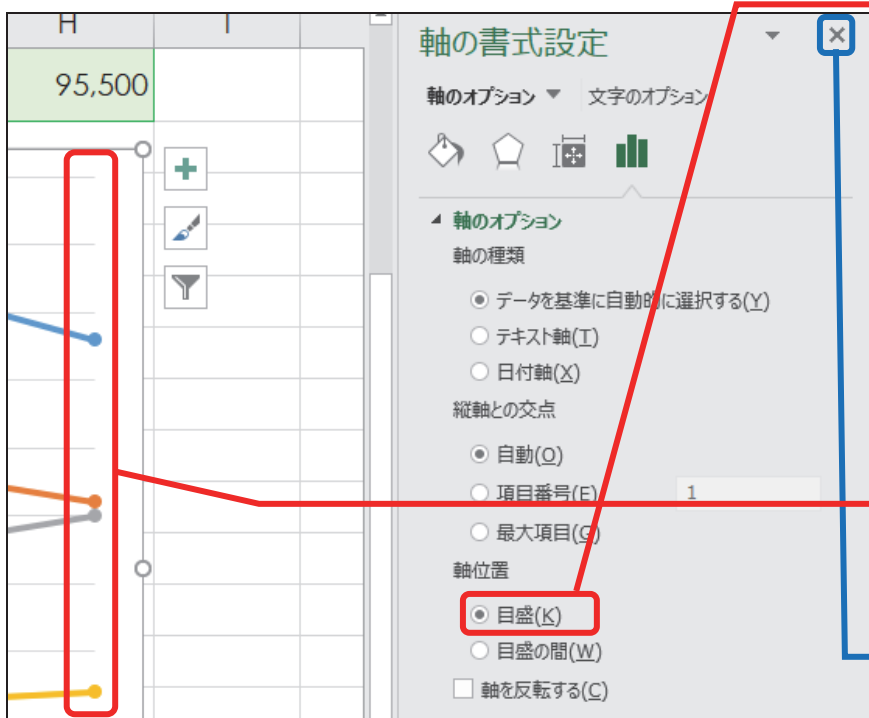 H
I
95,500
軸の書式設定
軸のオプション 文字のオプション
軸のオプション
軸の種類
データを基準に自動的に選択する(Y)
テキスト軸(T)
日付軸(X)
縦軸との交点
自動(O)
項目番号(E) 1
最大項目(G)
軸位置
目盛(K)
目盛の間(W)
軸を反転する(C)